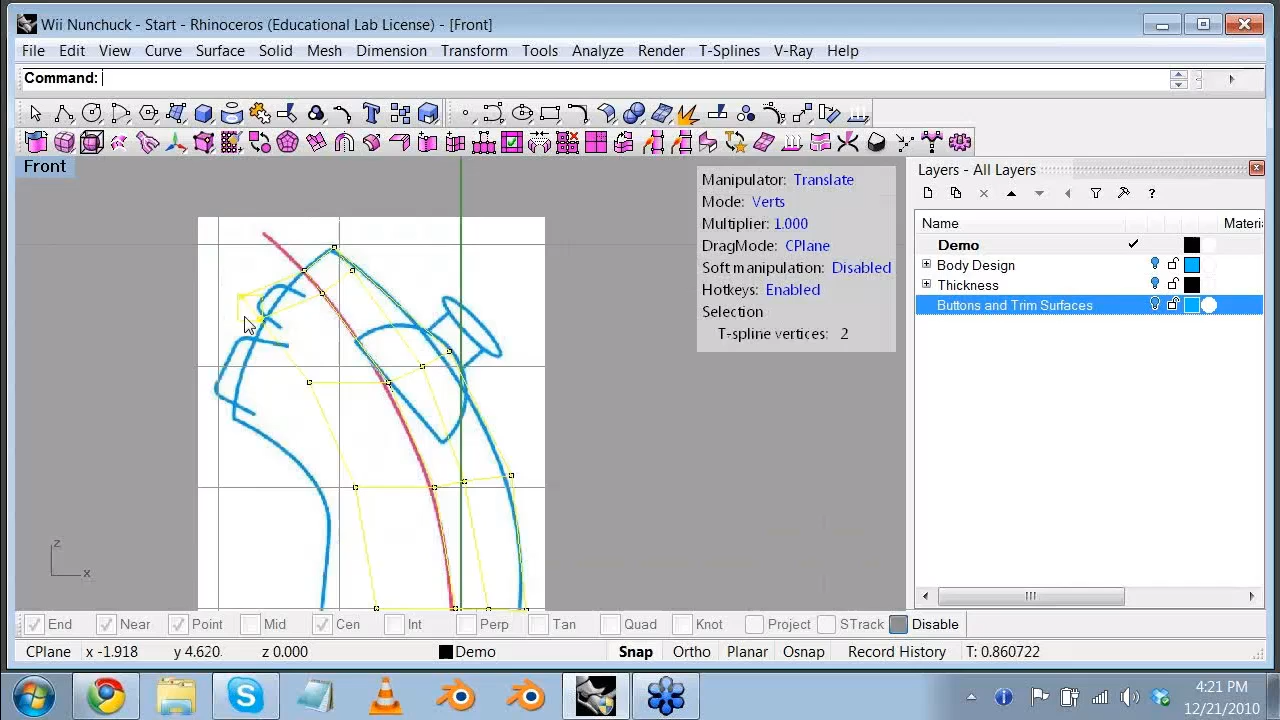 Wii Nunchuck - Start - Rhinoceros (Educational Lab License) - [Front]
File Edit View Curve Surface Solid Mesh Dimension Transform Tools Analyze Render T-Splines V-Ray Help
Command:
Front
Manipulator: Translate
Mode: Verts
Multiplier: 1.000
DragMode: CPlane
Soft manipulation: Disabled
Hotkeys: Enabled
Selection
T-spline vertices: 2
z
x
Layers - All Layers
Name Materi
Demo
Body Design
Thickness
Buttons and Trim Surfaces
End Near Point Mid Cen Int Perp Tan Quad Knot Project STrack Disable
CPlane x -1.918 y 4.620 z 0.000 Demo Snap Ortho Planar Osnap Record History T: 0.860722
4:21 PM
12/21/2010